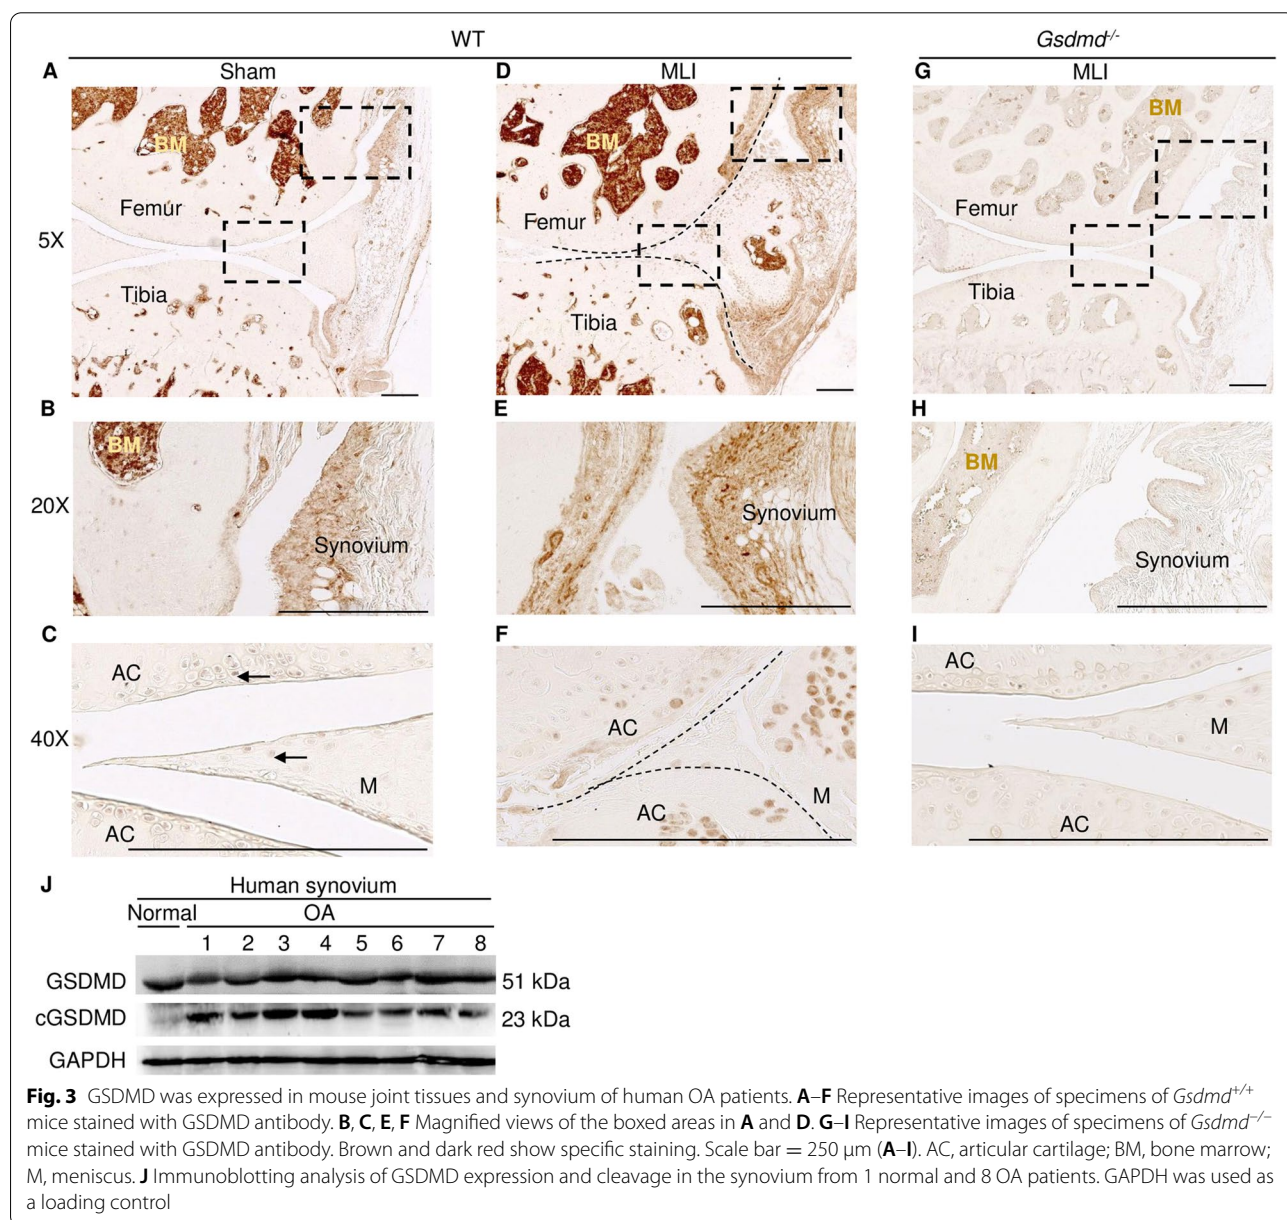 WT
Gsdmd-/-
A Sham D MLI G MLI
BM BM BM
Femur Femur Femur
5X
Tibia Tibia Tibia
B E H
BM BM
20X
Synovium Synovium Synovium
C F I
AC AC AC
40X
M M M
AC AC AC
J
Human synovium
Normal OA
1 2 3 4 5 6 7 8
GSDMD 51 kDa
cGSDMD 23 kDa
GAPDH
Fig. 3 GSDMD was expressed in mouse joint tissues and synovium of human OA patients. A–F Representative images of specimens of Gsdmd+/+
mice stained with GSDMD antibody. B, C, E, F Magnified views of the boxed areas in A and D. G–I Representative images of specimens of Gsdmd−/−
mice stained with GSDMD antibody. Brown and dark red show specific staining. Scale bar = 250 μm (A–I). AC, articular cartilage; BM, bone marrow;
M, meniscus. J Immunoblotting analysis of GSDMD expression and cleavage in the synovium from 1 normal and 8 OA patients. GAPDH was used as
a loading control